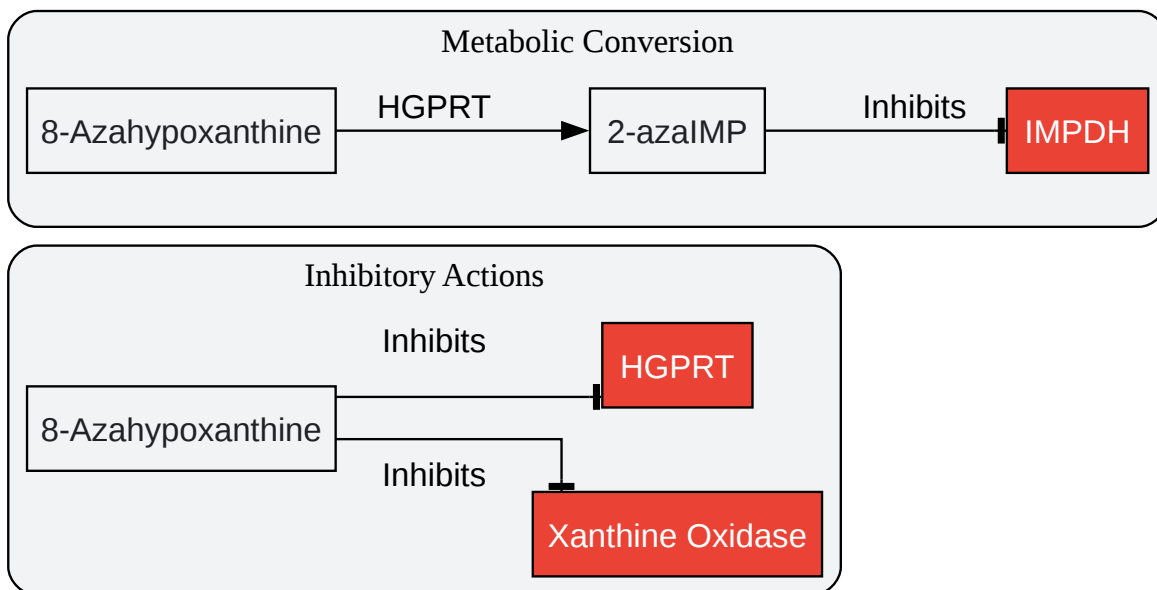 Metabolic Conversion
8-Azahypoxanthine
HGPRT
2-azaIMP
Inhibits
IMPDH
Inhibitory Actions
Inhibits
HGPRT
8-Azahypoxanthine
Inhibits
Xanthine Oxidase